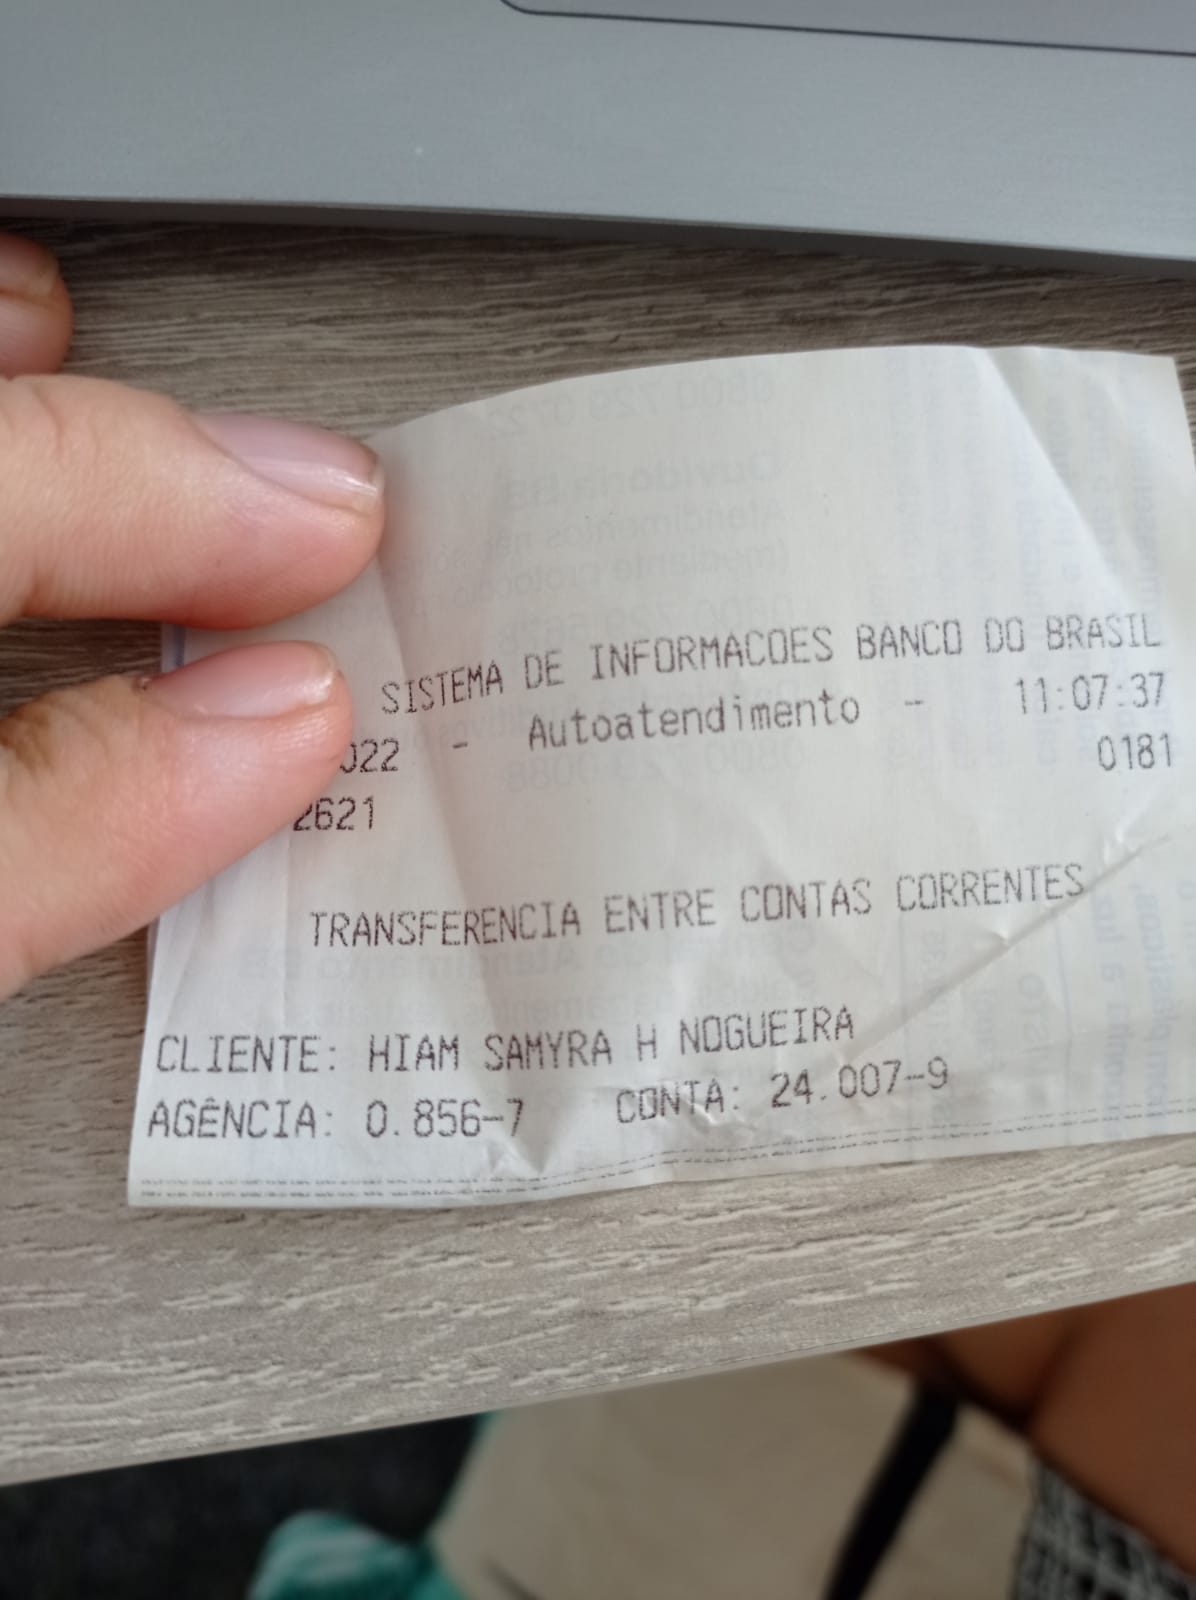 SISTEMA DE INFORMACOES BANCO DO BRASIL
022 - Autoatendimento - 11:07:37
2621 0181
TRANSFERENCIA ENTRE CONTAS CORRENTES
CLIENTE: HIAM SAMYRA H NOGUEIRA
AGÊNCIA: 0.856-7 CONTA: 24.007-9